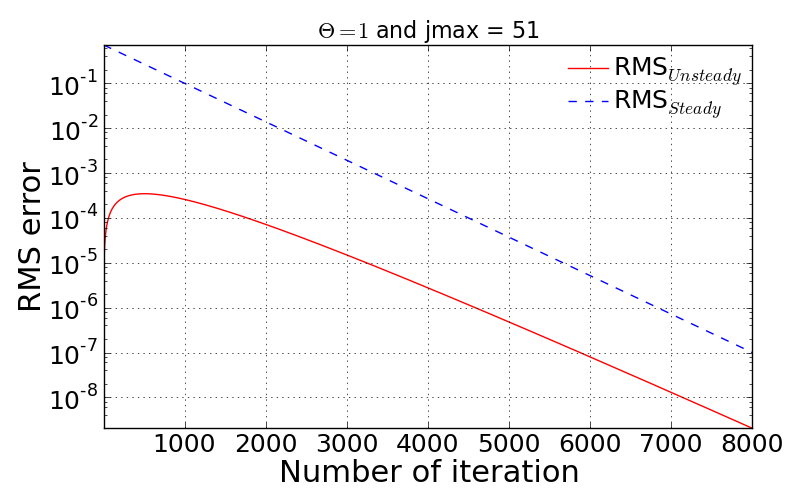 Θ = 1 and jmax = 51
RMS_Unsteady
RMS_Steady
10^-1
10^-2
10^-3
10^-4
10^-5
10^-6
10^-7
10^-8
RMS error
1000 2000 3000 4000 5000 6000 7000 8000
Number of iteration